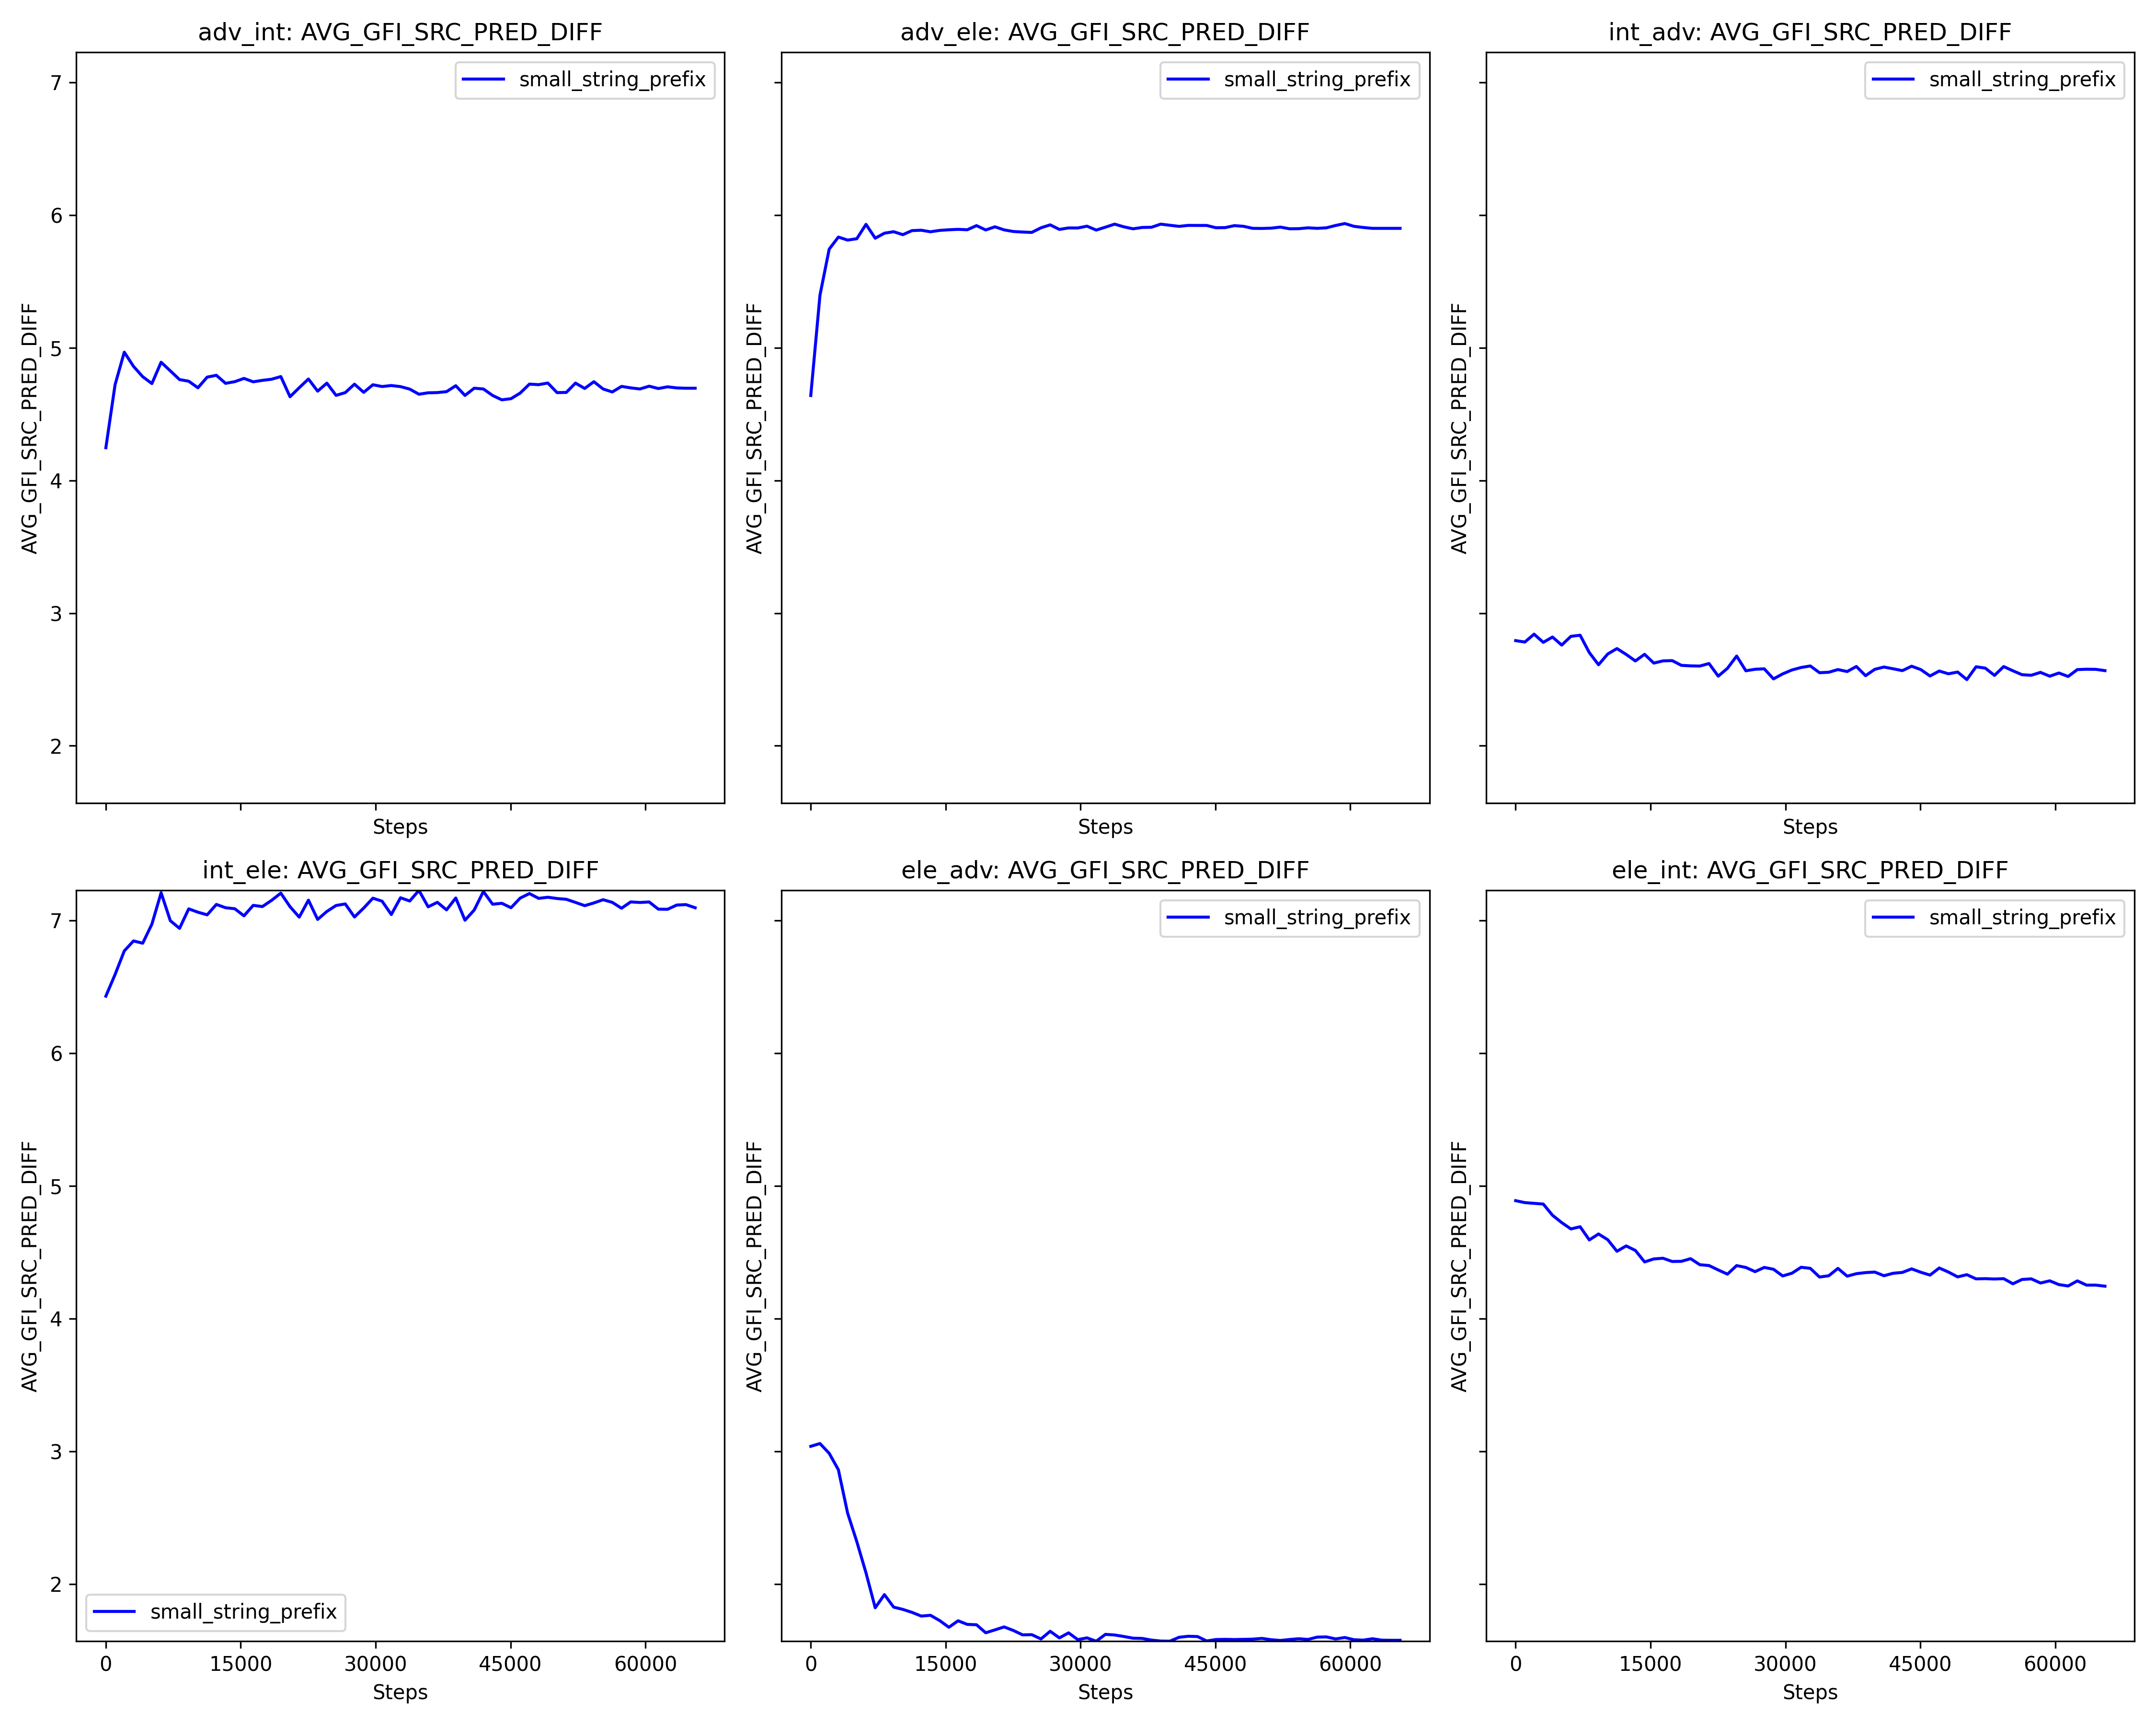 adv_int: AVG_GFI_SRC_PRED_DIFF
adv_ele: AVG_GFI_SRC_PRED_DIFF
int_adv: AVG_GFI_SRC_PRED_DIFF
small_string_prefix
small_string_prefix
small_string_prefix
7
6
5
4
3
2
AVG_GFI_SRC_PRED_DIFF
AVG_GFI_SRC_PRED_DIFF
AVG_GFI_SRC_PRED_DIFF
Steps
Steps
Steps
int_ele: AVG_GFI_SRC_PRED_DIFF
ele_adv: AVG_GFI_SRC_PRED_DIFF
ele_int: AVG_GFI_SRC_PRED_DIFF
small_string_prefix
small_string_prefix
7
6
5
4
3
2
AVG_GFI_SRC_PRED_DIFF
AVG_GFI_SRC_PRED_DIFF
AVG_GFI_SRC_PRED_DIFF
small_string_prefix
0 15000 30000 45000 60000
0 15000 30000 45000 60000
0 15000 30000 45000 60000
Steps
Steps
Steps